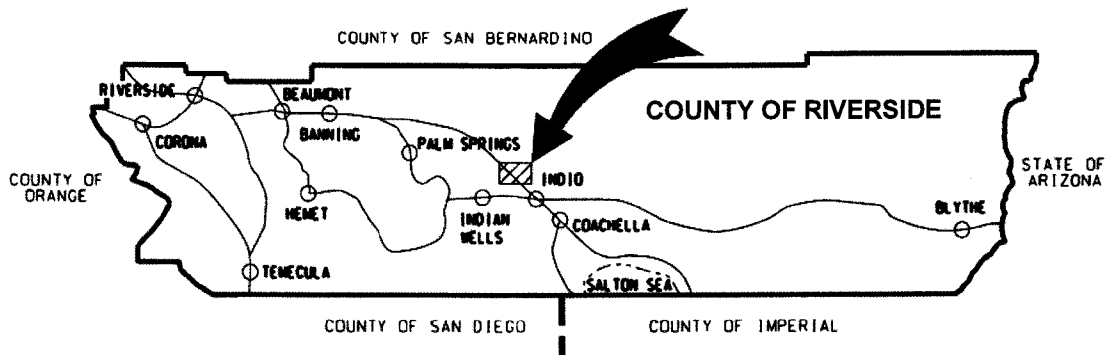 COUNTY OF SAN BERNARDINO
RIVERSIDE
BEAUMONT
COUNTY OF RIVERSIDE
CORONA
BANNING
PALM SPRINGS
STATE OF
ARIZONA
COUNTY OF
ORANGE
INDIO
HEMET
INDIAN
WELLS
COACHELLA
BLYTHE
TEMECULA
SALTON SEA
COUNTY OF SAN DIEGO
COUNTY OF IMPERIAL